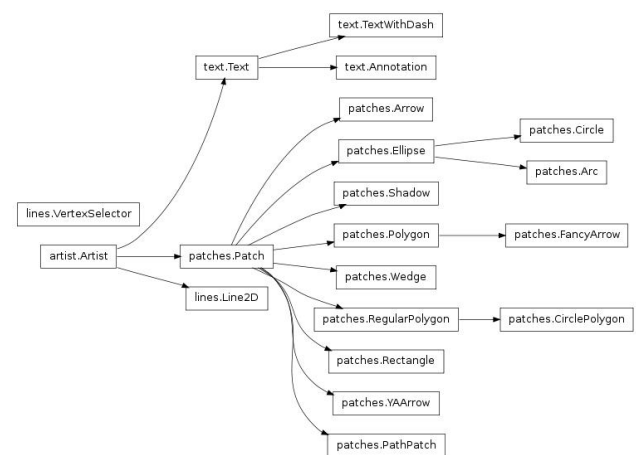 text.TextWithDash
text.Text
text.Annotation
patches.Arrow
patches.Circle
patches.Ellipse
patches.Arc
patches.Shadow
lines.VertexSelector
patches.Polygon
patches.FancyArrow
artist.Artist
patches.Patch
patches.Wedge
lines.Line2D
patches.RegularPolygon
patches.CirclePolygon
patches.Rectangle
patches.YAArrow
patches.PathPatch